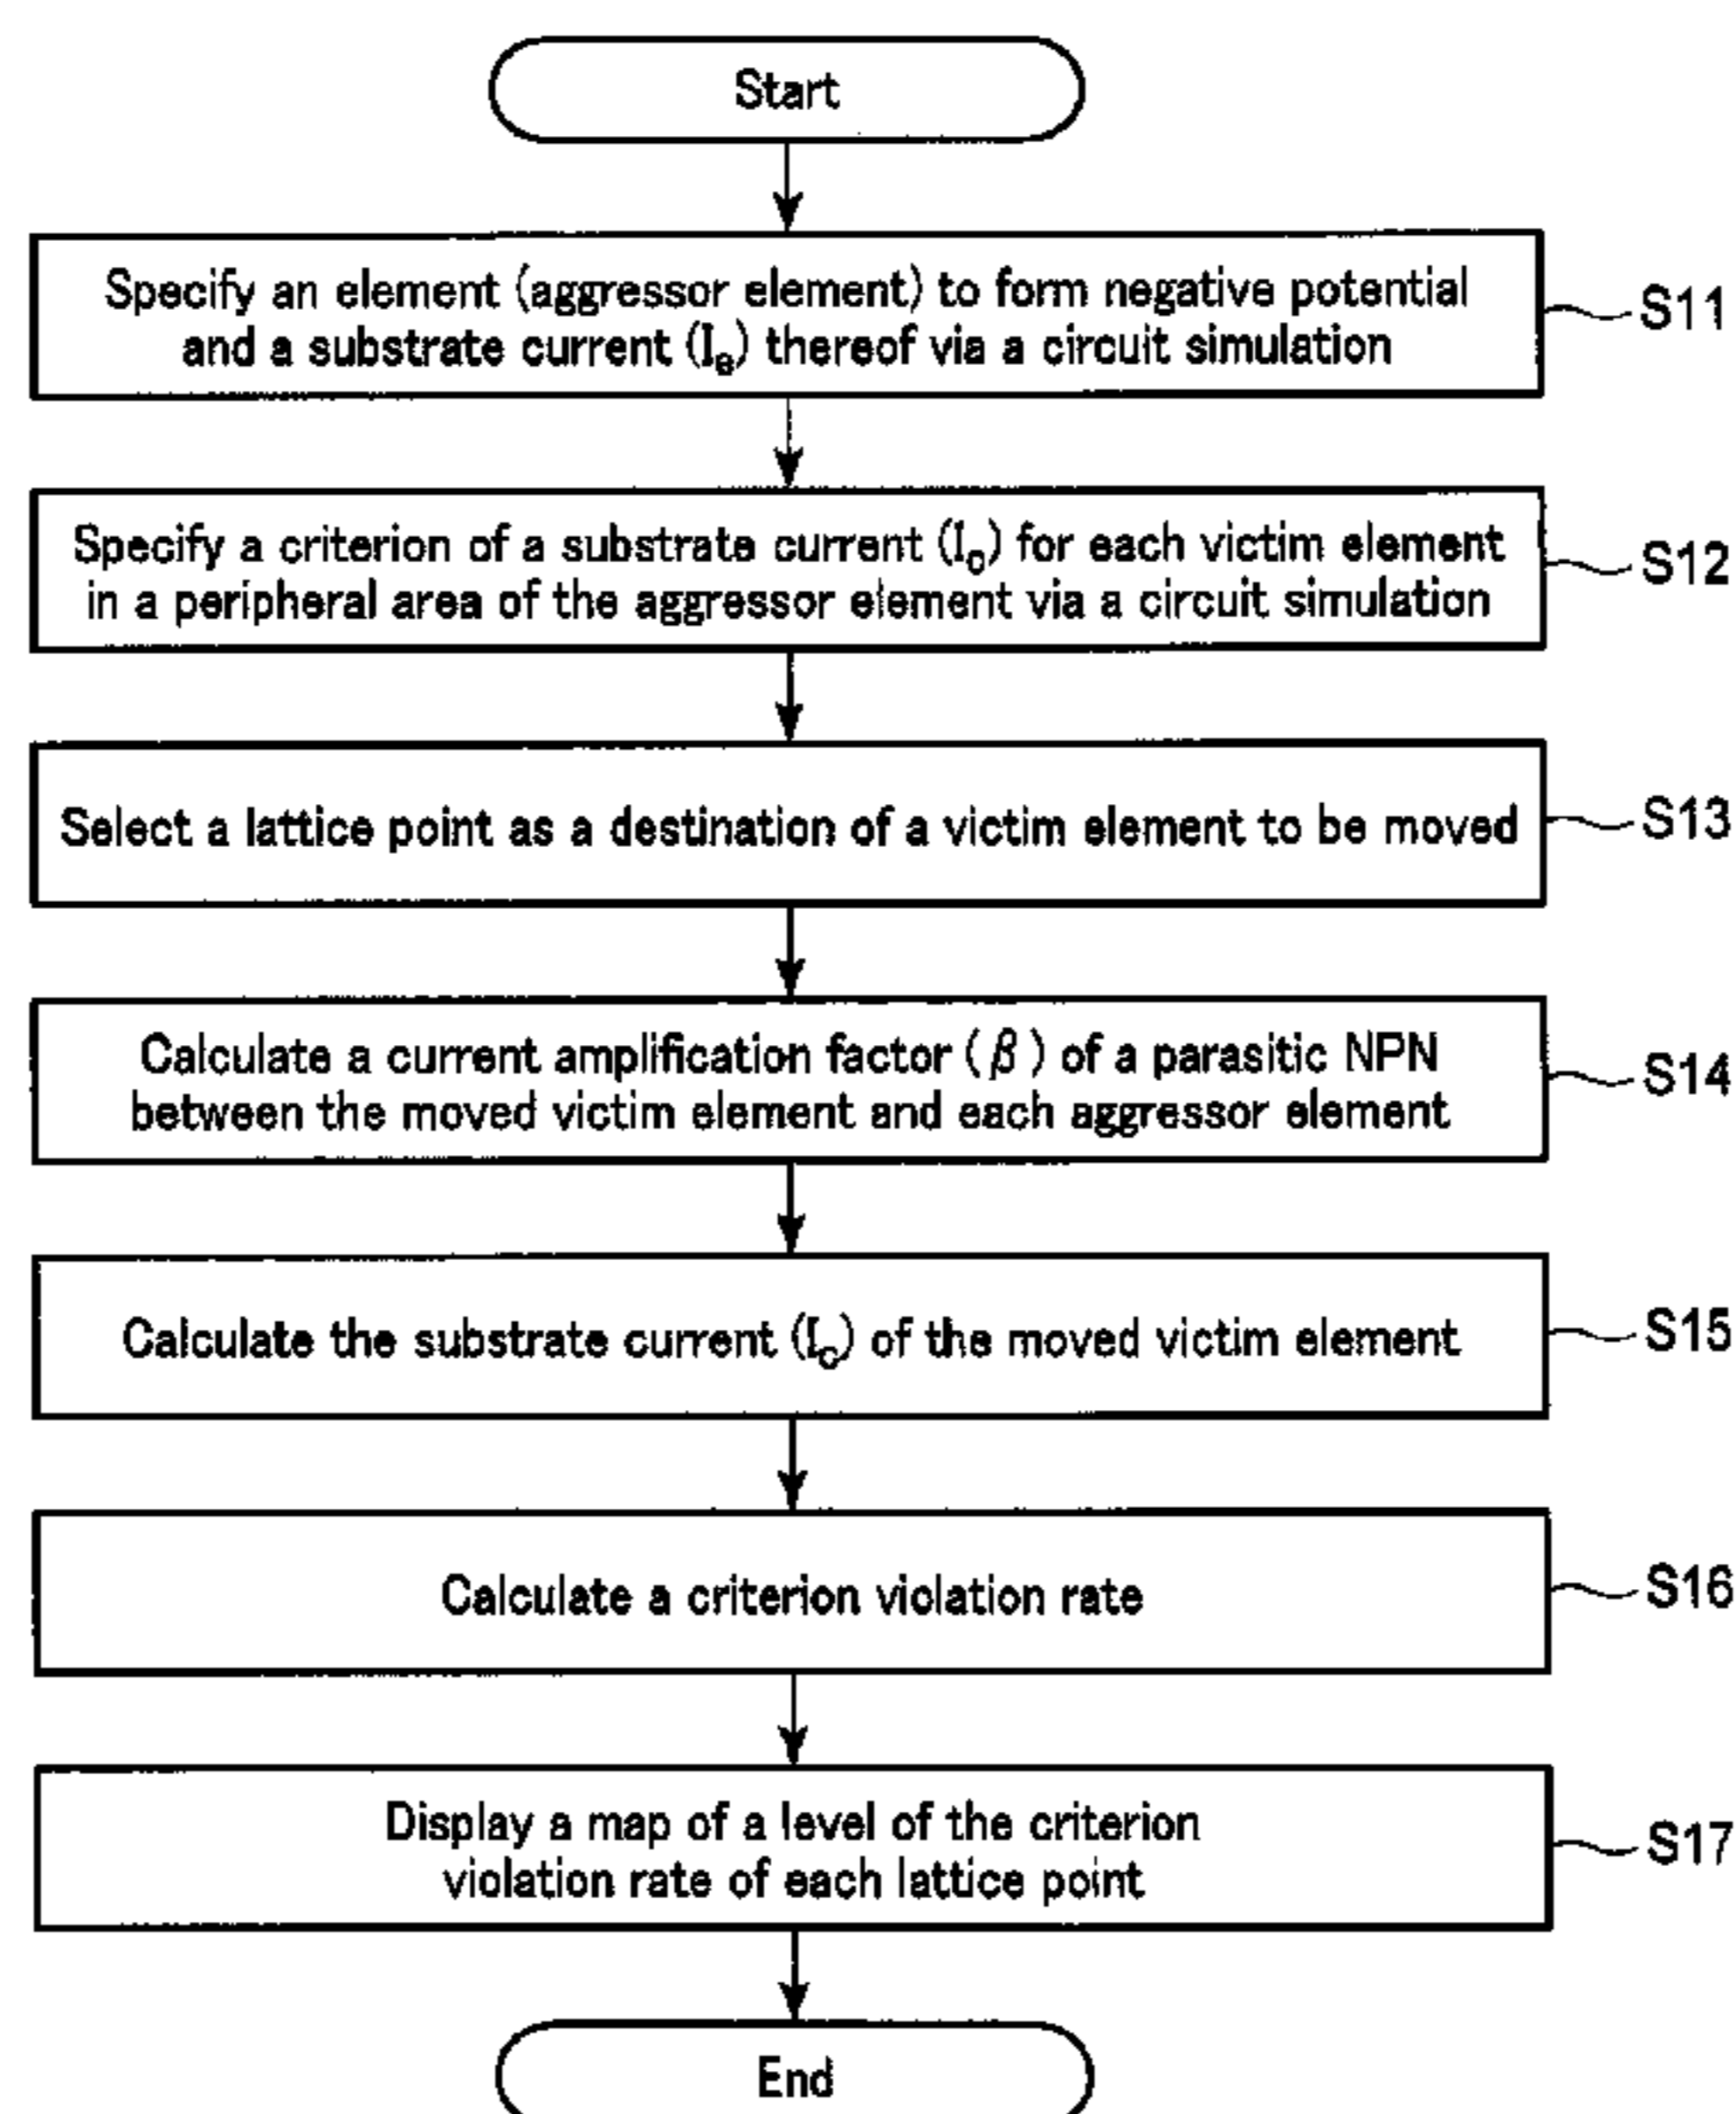 Start
Specify an element (aggressor element) to form negative potential
and a substrate current (Ie) thereof via a circuit simulation
S11
Specify a criterion of a substrate current (Ic) for each victim element
in a peripheral area of the aggressor element via a circuit simulation
S12
Select a lattice point as a destination of a victim element to be moved
S13
Calculate a current amplification factor (β) of a parasitic NPN
between the moved victim element and each aggressor element
S14
Calculate the substrate current (Ic) of the moved victim element
S15
Calculate a criterion violation rate
S16
Display a map of a level of the criterion
violation rate of each lattice point
S17
End